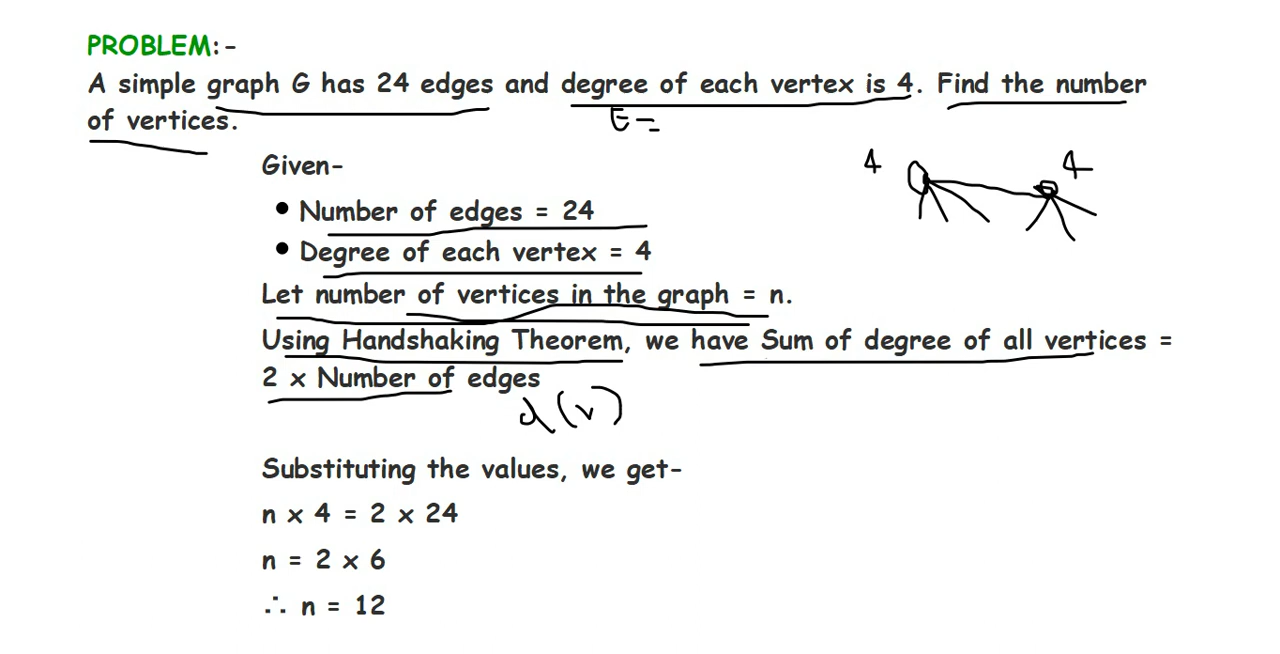 PROBLEM:-
A simple graph G has 24 edges and degree of each vertex is 4. Find the number
of vertices.
E=
Given-
4
4
• Number of edges = 24
• Degree of each vertex = 4
Let number of vertices in the graph = n.
Using Handshaking Theorem, we have Sum of degree of all vertices =
2 x Number of edges
d(v)
Substituting the values, we get-
n x 4 = 2 x 24
n = 2 x 6
∴ n = 12